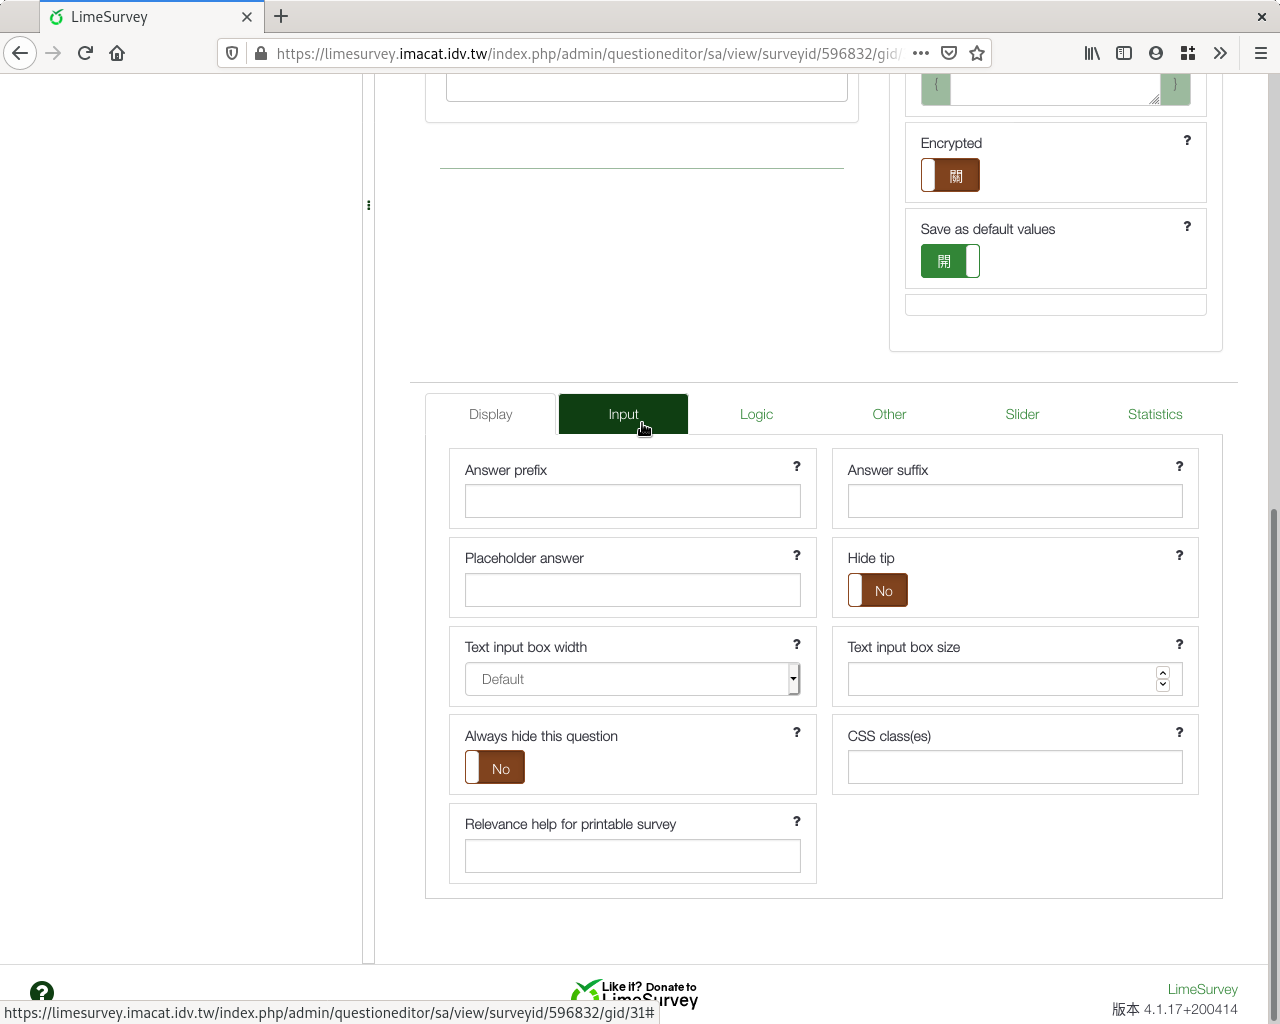 LimeSurvey
https://limesurvey.imacat.idv.tw/index.php/admin/questioneditor/sa/view/surveyid/596832/gid/
{ }
Encrypted ?
關
Save as default values ?
開
Display Input Logic Other Slider Statistics
Answer prefix ? Answer suffix ?
Placeholder answer ? Hide tip ?
No
Text input box width ? Text input box size ?
Default
Always hide this question ? CSS class(es) ?
No
Relevance help for printable survey ?
?
Like it? Donate to
LimeSurvey
LimeSurvey
版本 4.1.17+200414
https://limesurvey.imacat.idv.tw/index.php/admin/questioneditor/sa/view/surveyid/596832/gid/31#